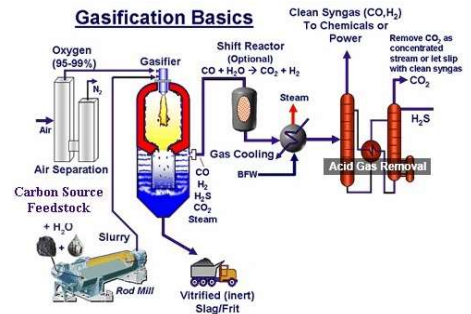 Gasification Basics
Clean Syngas (CO,H₂)
To Chemicals or
Power
Remove CO₂ as
concentrated
stream or let slip
with clean syngas
Oxygen
(95-99%)
Gasifier
Shift Reactor
(Optional)
CO + H₂O → CO₂ + H₂
CO₂
N₂
Air
Steam
H₂S
Air Separation
Gas Cooling
BFW
Acid Gas Removal
CO
H₂
H₂S
CO₂
Steam
Carbon Source
Feedstock
+ H₂O
+
Slurry
Rod Mill
Vitrified (inert)
Slag/Frit